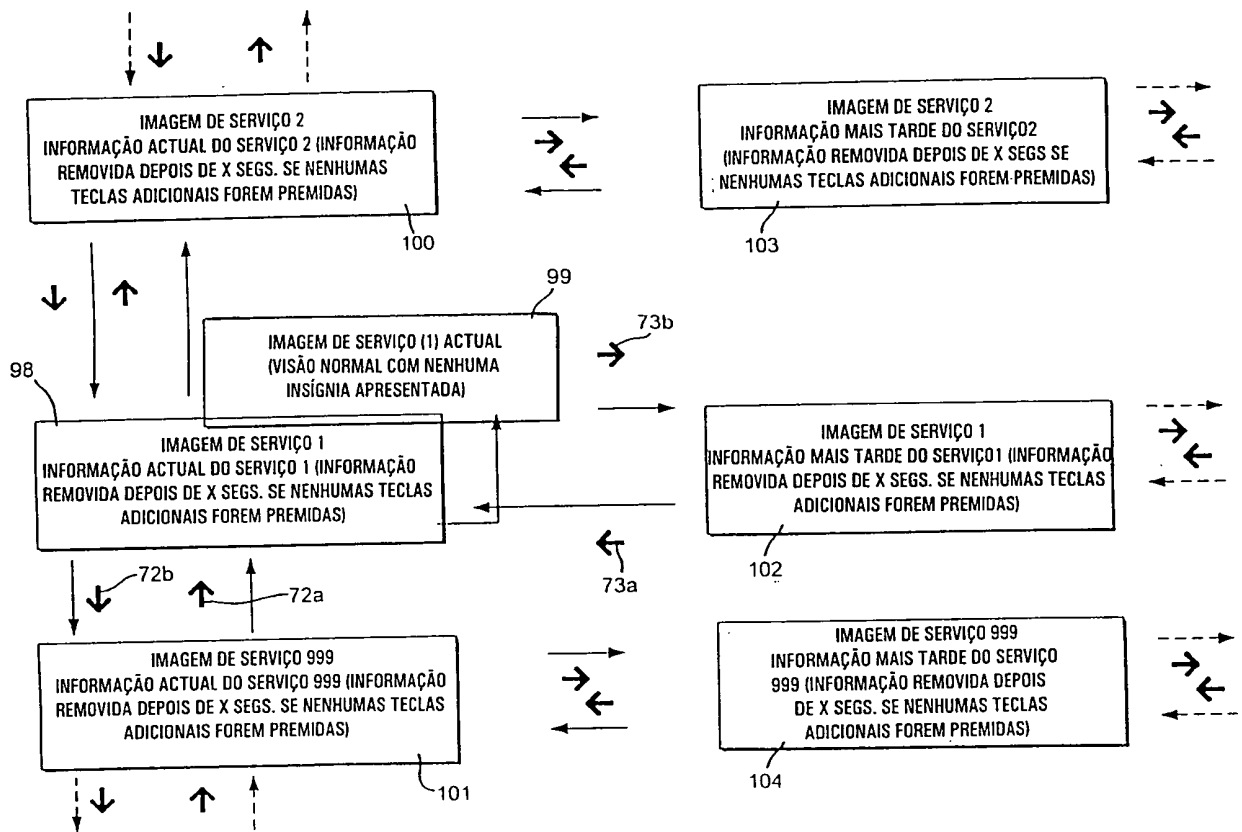 IMAGEM DE SERVIÇO 2
INFORMAÇÃO ACTUAL DO SERVIÇO 2 (INFORMAÇÃO
REMOVIDA DEPOIS DE X SEGS. SE NENHUMAS
TECLAS ADICIONAIS FOREM PREMIDAS)
100
IMAGEM DE SERVIÇO 2
INFORMAÇÃO MAIS TARDE DO SERVIÇO2
(INFORMAÇÃO REMOVIDA DEPOIS DE X SEGS SE
NENHUMAS TECLAS ADICIONAIS FOREM PREMIDAS)
103
99
IMAGEM DE SERVIÇO (1) ACTUAL
(VISÃO NORMAL COM NENHUMA
INSÍGNIA APRESENTADA)
73b
98
IMAGEM DE SERVIÇO 1
INFORMAÇÃO ACTUAL DO SERVIÇO 1 (INFORMAÇÃO
REMOVIDA DEPOIS DE X SEGS. SE NENHUMAS TECLAS
ADICIONAIS FOREM PREMIDAS)
IMAGEM DE SERVIÇO 1
INFORMAÇÃO MAIS TARDE DO SERVIÇO1 (INFORMAÇÃO
REMOVIDA DEPOIS DE X SEGS. SE NENHUMAS TECLAS
ADICIONAIS FOREM PREMIDAS)
102
73a
72b
72a
IMAGEM DE SERVIÇO 999
INFORMAÇÃO ACTUAL DO SERVIÇO 999 (INFORMAÇÃO
REMOVIDA DEPOIS DE X SEGS. SE NENHUMAS TECLAS
ADICIONAIS FOREM PREMIDAS)
101
IMAGEM DE SERVIÇO 999
INFORMAÇÃO MAIS TARDE DO SERVIÇO
999 (INFORMAÇÃO REMOVIDA DEPOIS
DE X SEGS. SE NENHUMAS TECLAS
ADICIONAIS FOREM PREMIDAS)
104